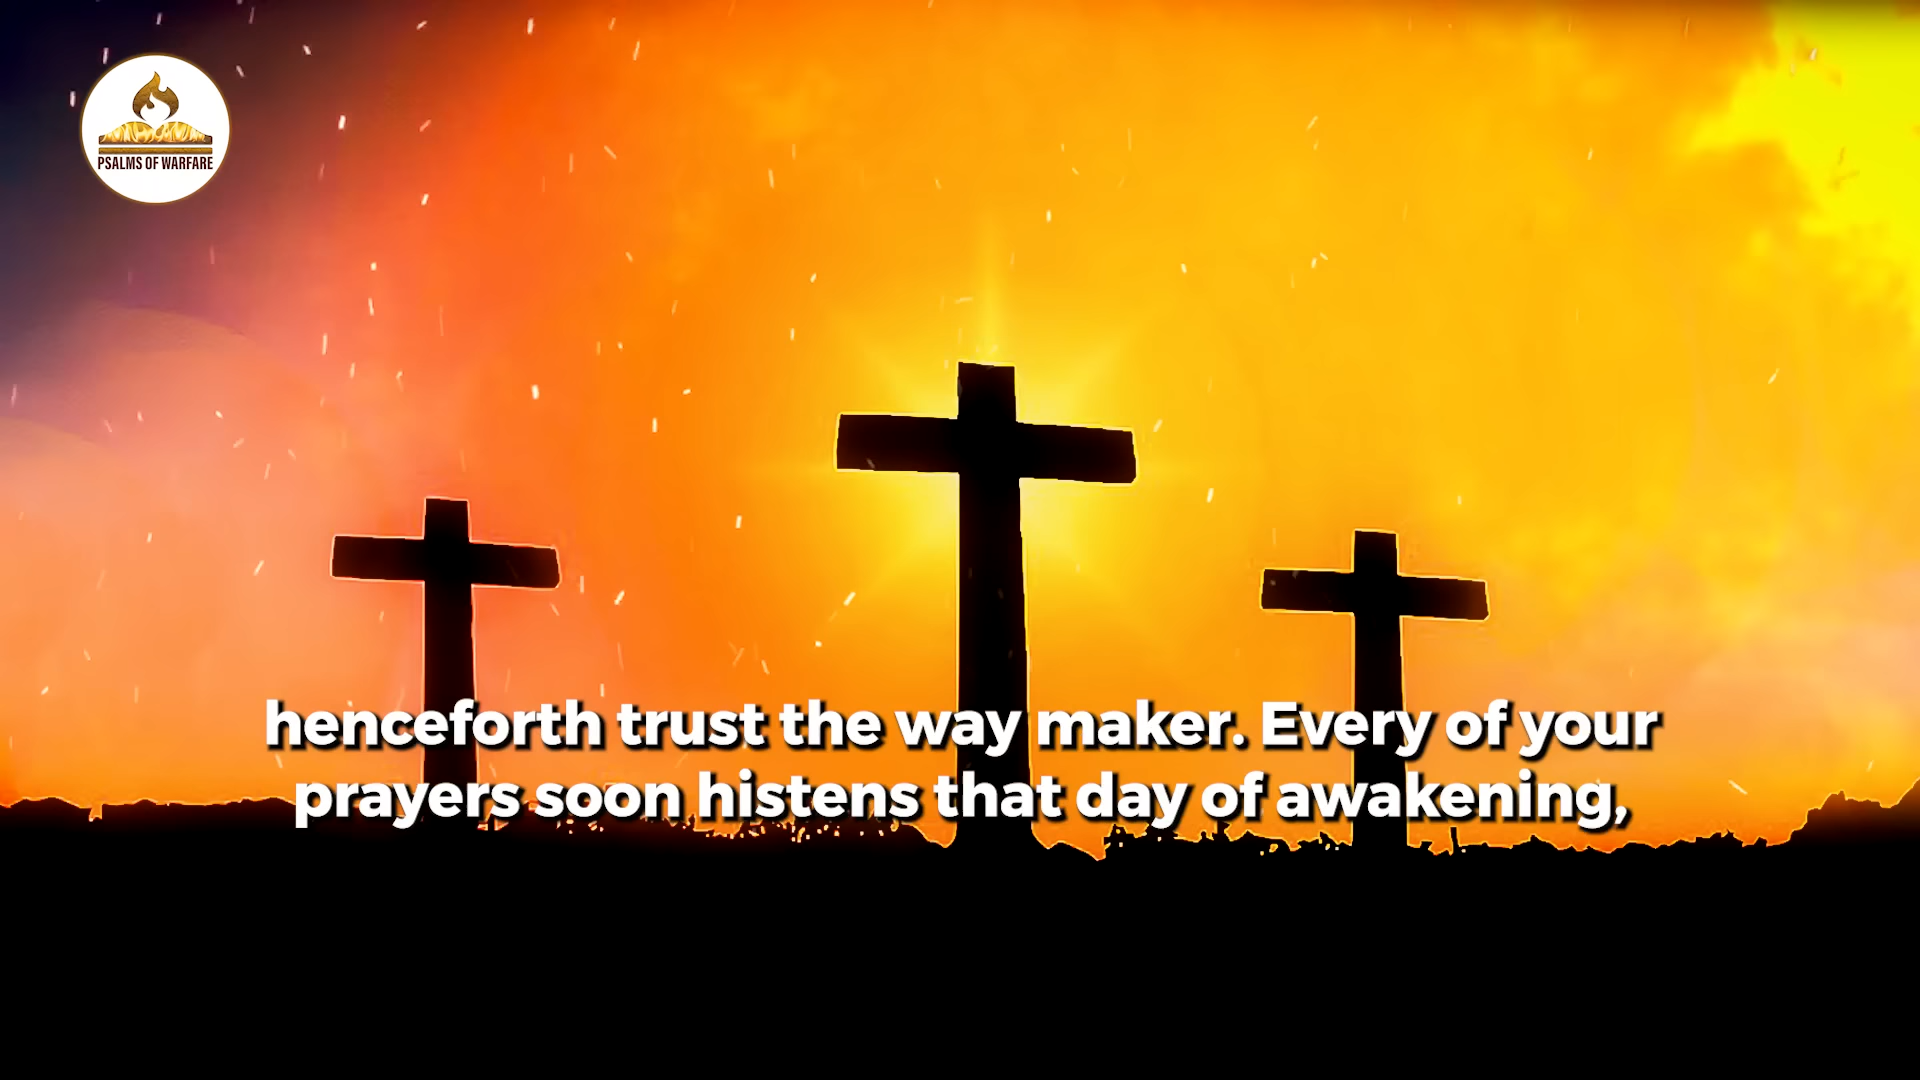 PSALMS OF WARFARE
henceforth trust the way maker. Every of your
prayers soon histens that day of awakening,